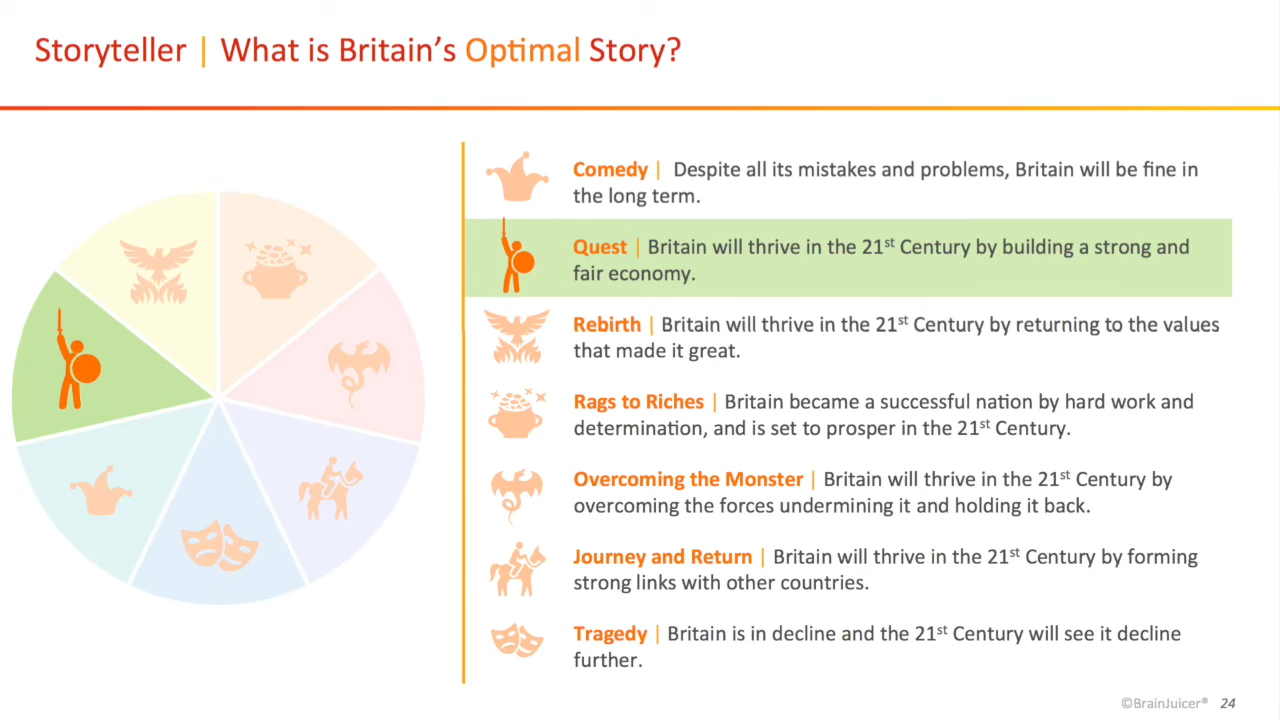 Storyteller | What is Britain's Optimal Story?
Comedy | Despite all its mistakes and problems, Britain will be fine in
the long term.
Quest | Britain will thrive in the 21st Century by building a strong and
fair economy.
Rebirth | Britain will thrive in the 21st Century by returning to the values
that made it great.
Rags to Riches | Britain became a successful nation by hard work and
determination, and is set to prosper in the 21st Century.
Overcoming the Monster | Britain will thrive in the 21st Century by
overcoming the forces undermining it and holding it back.
Journey and Return | Britain will thrive in the 21st Century by forming
strong links with other countries.
Tragedy | Britain is in decline and the 21st Century will see it decline
further.
©BrainJuicer® 24